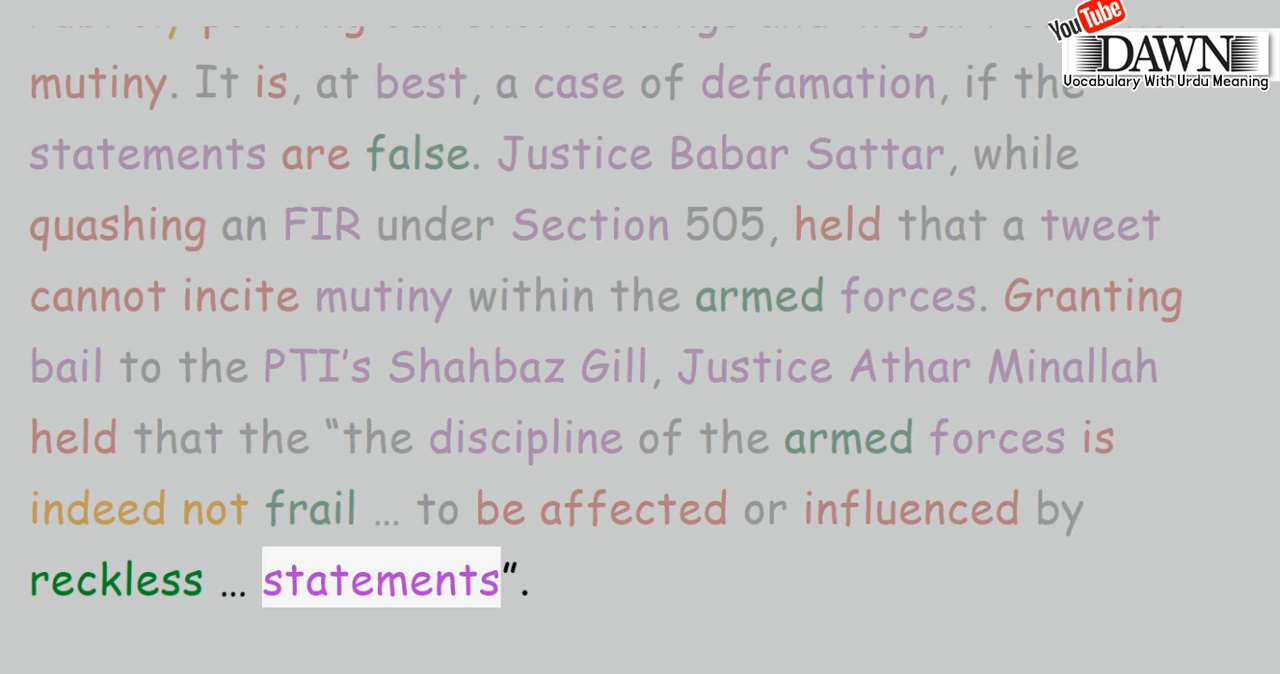 You Tube
DAWN
Vocabulary With Urdu Meaning
mutiny. It is, at best, a case of defamation, if the
statements are false. Justice Babar Sattar, while
quashing an FIR under Section 505, held that a tweet
cannot incite mutiny within the armed forces. Granting
bail to the PTI’s Shahbaz Gill, Justice Athar Minallah
held that the “the discipline of the armed forces is
indeed not frail … to be affected or influenced by
reckless … statements”.